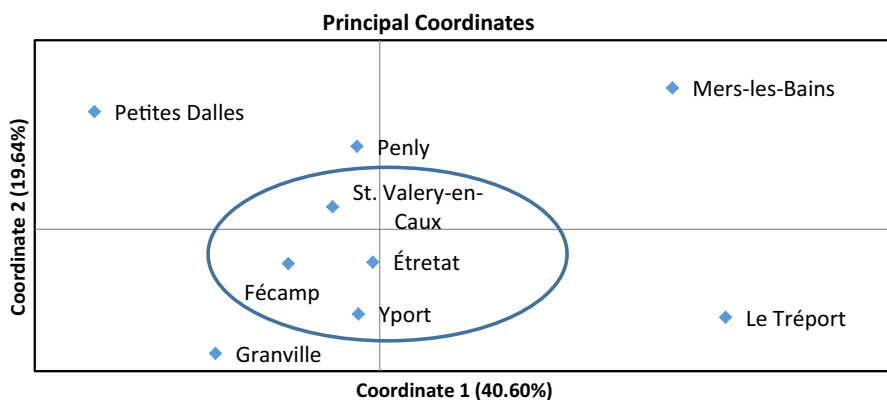 Principal Coordinates
Mers-les-Bains
Petites Dalles
Penly
St. Valery-en-
Caux
Étretat
Fécamp
Yport
Le Tréport
Granville
Coordinate 2 (19.64%)
Coordinate 1 (40.60%)